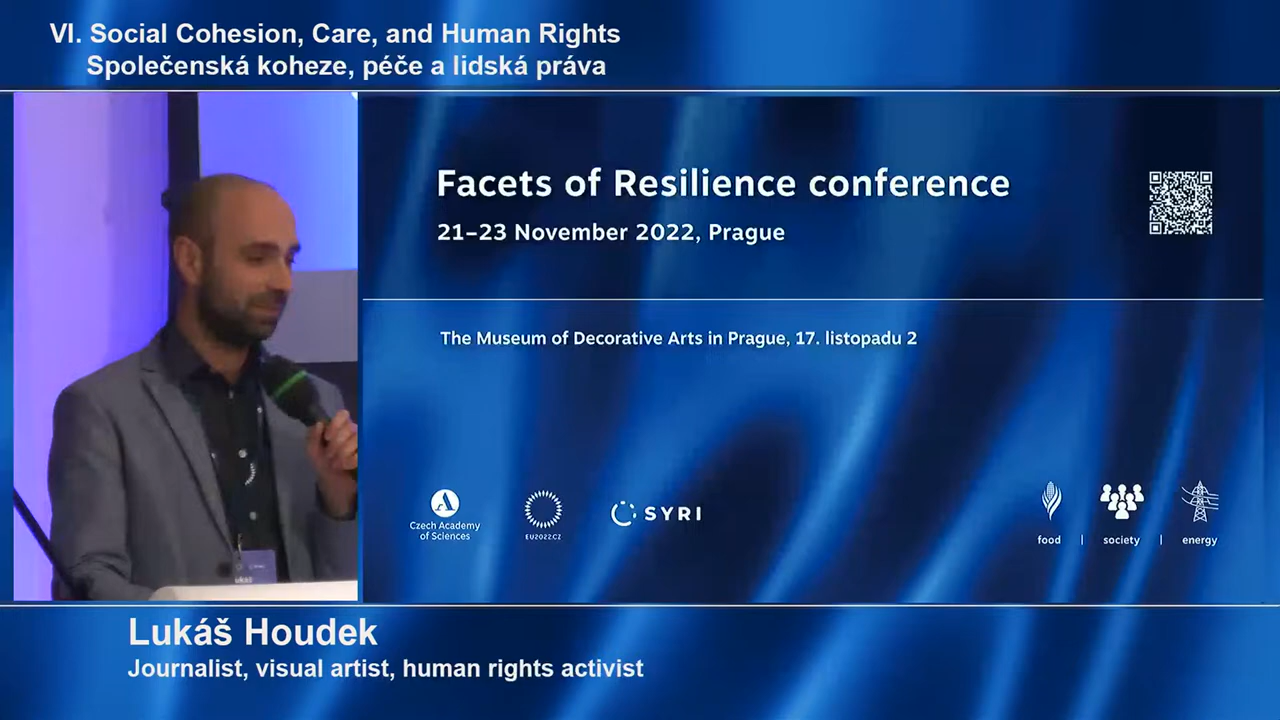 VI. Social Cohesion, Care, and Human Rights
Společenská koheze, péče a lidská práva
Facets of Resilience conference
21–23 November 2022, Prague
The Museum of Decorative Arts in Prague, 17. listopadu 2
Czech Academy
of Sciences
EU2022.CZ
SYRI
food | society | energy
Lukáš Houdek
Journalist, visual artist, human rights activist